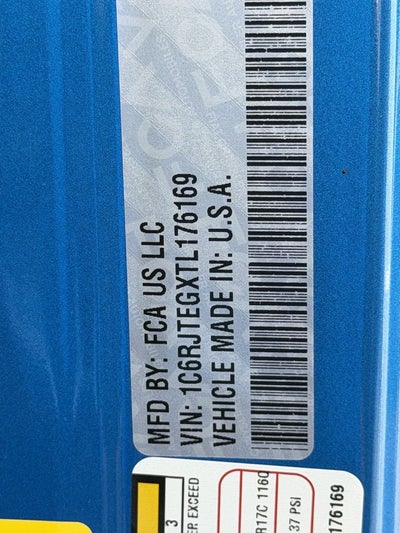 MFD BY: FCA US LLC
VIN: 1C6RJTEGXTL176169
VEHICLE MADE IN: U.S.A.
3
ER EXCEED
R17C 116
37 PSI
176169